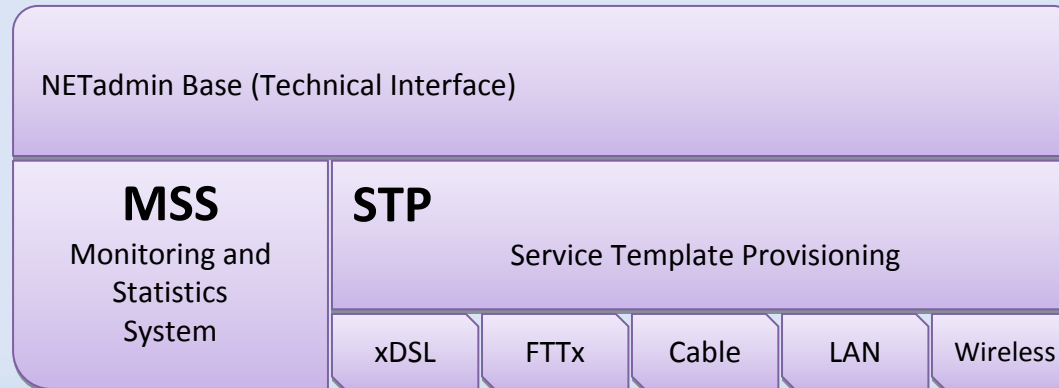 NETadmin Base (Technical Interface)
MSS
Monitoring and
Statistics
System
STP
Service Template Provisioning
xDSL
FTTx
Cable
LAN
Wireless